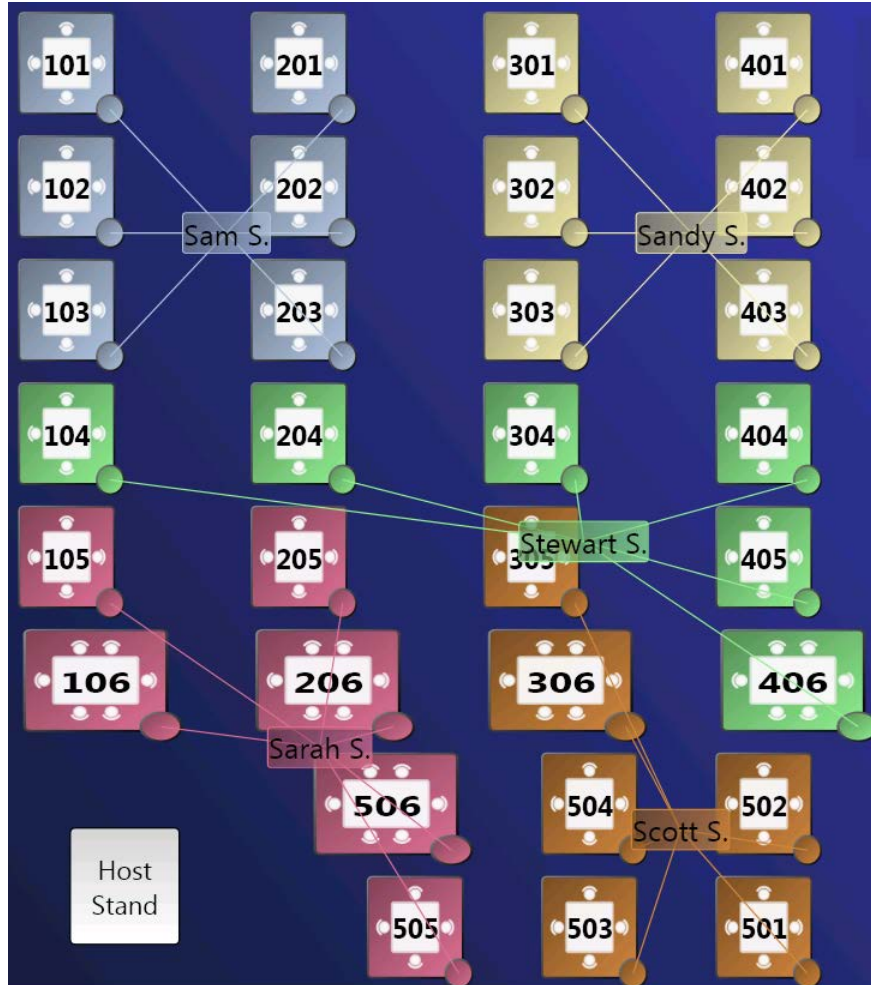 101 201 301 401
102 202 302 402
Sam S. Sandy S.
103 203 303 403
104 204 304 404
Stewart S.
105 205 305 405
106 206 306 406
Sarah S.
506 504 502
Scott S.
Host
Stand
505 503 501